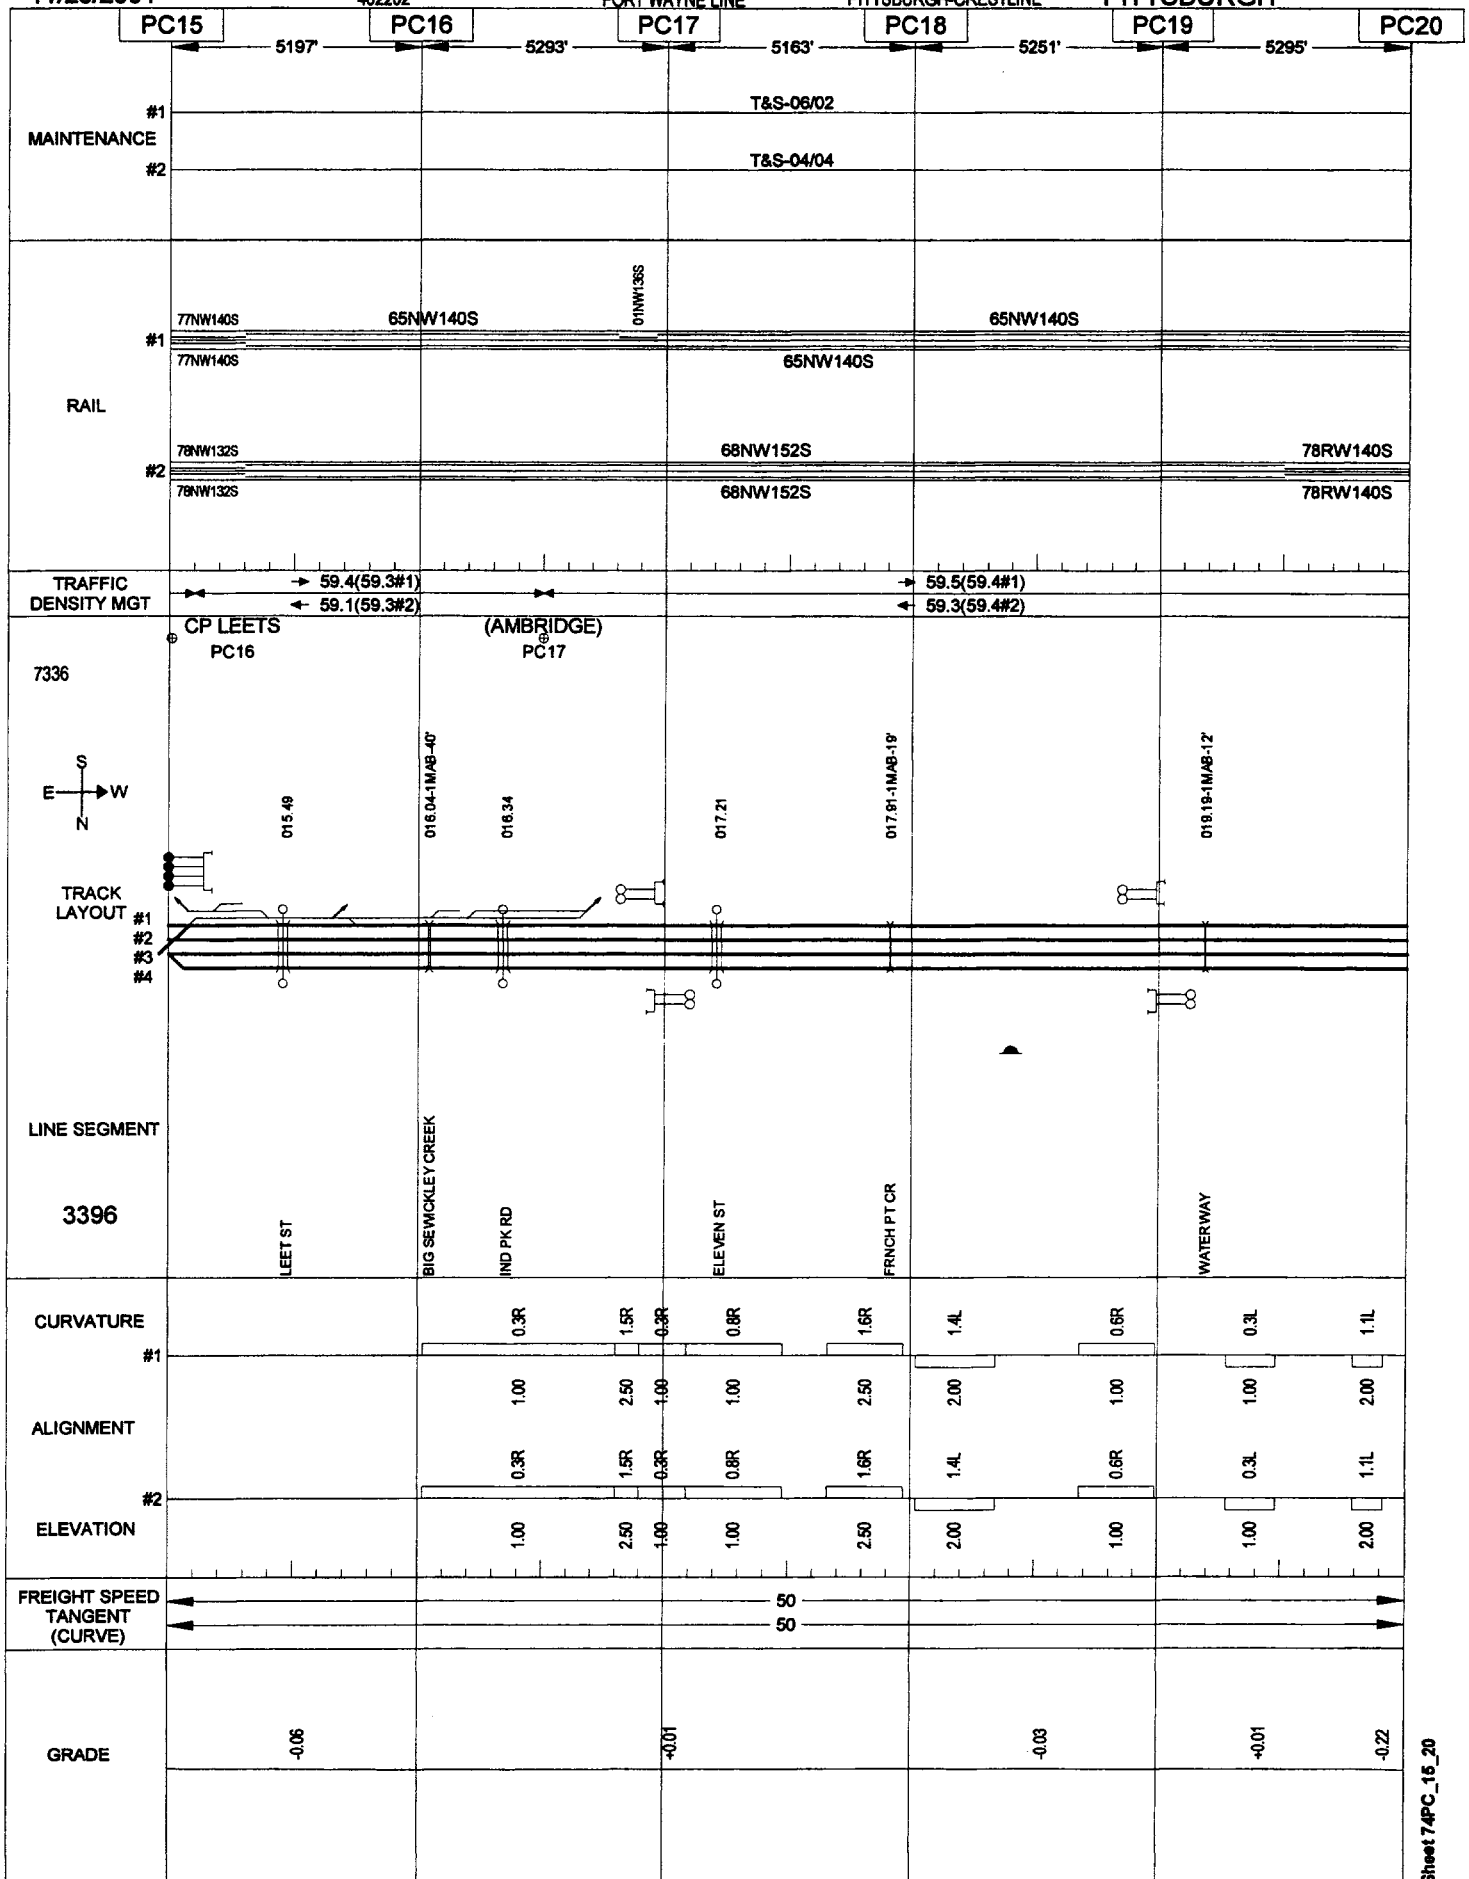 FORT WAYNE LINE PITTSBURGH-CRESTLINE PITTSBURGH
PC15 PC16 PC17 PC18 PC19 PC20
5197' 5293' 5163' 5251' 5295'
#1 T&S-06/02
MAINTENANCE
#2 T&S-04/04
01NW136S
77NW140S 65NW140S 65NW140S
#1
77NW140S 65NW140S
RAIL
78NW132S 68NW152S 78RW140S
#2
78NW132S 68NW152S 78RW140S
TRAFFIC 59.4(59.3#1) 59.5(59.4#1)
DENSITY MGT 59.1(59.3#2) 59.3(59.4#2)
CP LEETS (AMBRIDGE)
PC16 PC17
7336
S
E W
N
015.49 016.04-1MAB-40' 016.34 017.21 017.91-1MAB-19' 019.19-1MAB-12'
TRACK
LAYOUT #1
#2
#3
#4
LINE SEGMENT
3396
LEET ST BIG SEWICKLEY CREEK IND PK RD ELEVEN ST FRNCH PT CR WATERWAY
CURVATURE 0.3R 1.5R 0.3R 0.8R 1.6R 1.4L 0.6R 0.3L 1.1L
#1
1.00 2.50 1.00 1.00 2.50 2.00 1.00 1.00 2.00
ALIGNMENT
0.3R 1.5R 0.3R 0.8R 1.6R 1.4L 0.6R 0.3L 1.1L
#2
ELEVATION 1.00 2.50 1.00 1.00 2.50 2.00 1.00 1.00 2.00
FREIGHT SPEED 50
TANGENT
(CURVE) 50
GRADE -0.06 +0.01 -0.03 +0.01 -0.22
Sheet 74PC_15_20